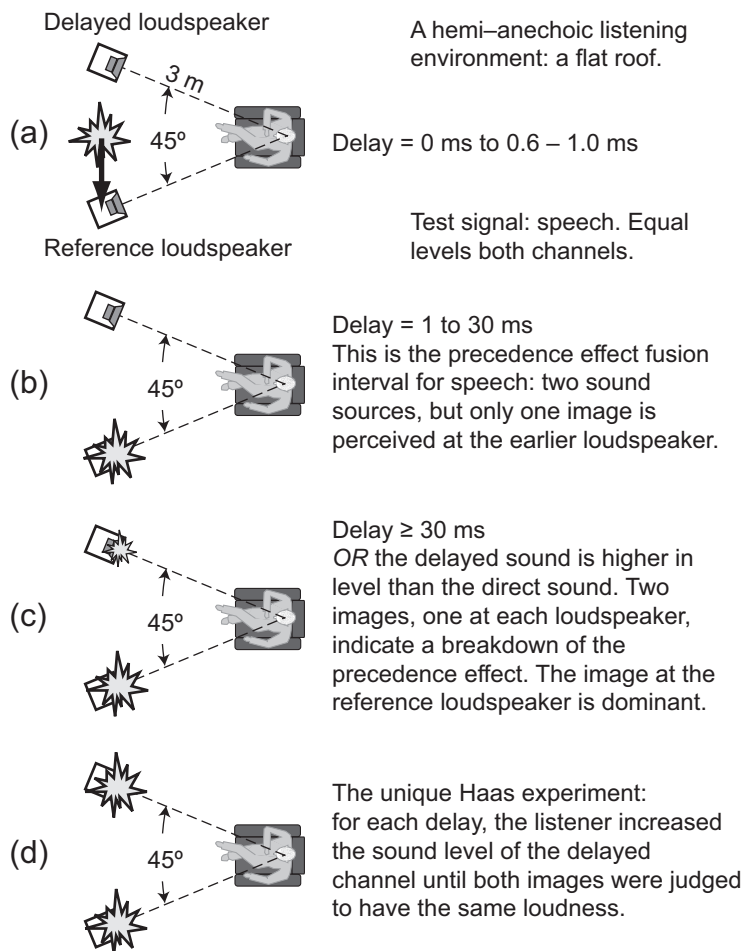 Delayed loudspeaker
A hemi–anechoic listening
environment: a flat roof.
3 m
(a)
45º
Delay = 0 ms to 0.6 – 1.0 ms
Test signal: speech. Equal
levels both channels.
Reference loudspeaker
(b)
45º
Delay = 1 to 30 ms
This is the precedence effect fusion
interval for speech: two sound
sources, but only one image is
perceived at the earlier loudspeaker.
(c)
45º
Delay ≥ 30 ms
OR the delayed sound is higher in
level than the direct sound. Two
images, one at each loudspeaker,
indicate a breakdown of the
precedence effect. The image at the
reference loudspeaker is dominant.
(d)
45º
The unique Haas experiment:
for each delay, the listener increased
the sound level of the delayed
channel until both images were judged
to have the same loudness.